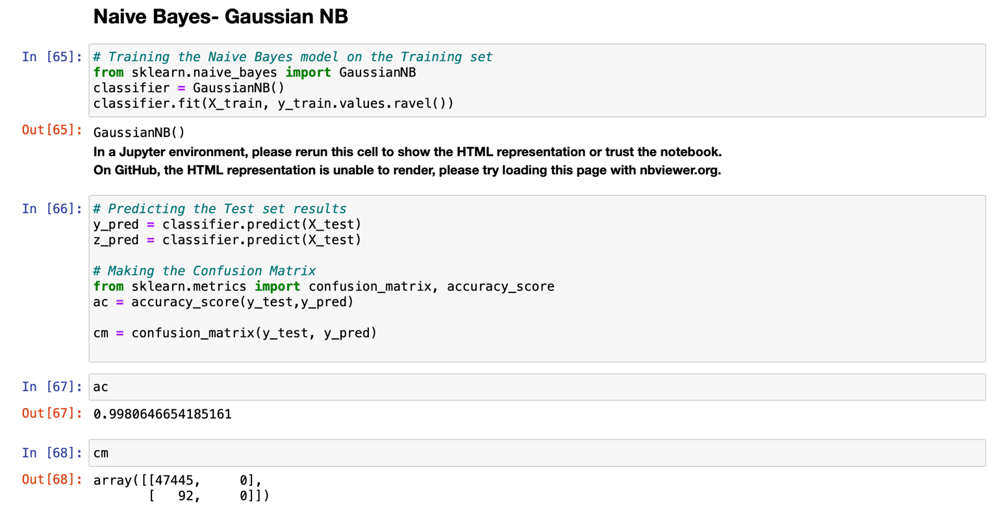 Naive Bayes- Gaussian NB
In [65]:
# Training the Naive Bayes model on the Training set
from sklearn.naive_bayes import GaussianNB
classifier = GaussianNB()
classifier.fit(X_train, y_train.values.ravel())
Out[65]:
GaussianNB()
In a Jupyter environment, please rerun this cell to show the HTML representation or trust the notebook.
On GitHub, the HTML representation is unable to render, please try loading this page with nbviewer.org.
In [66]:
# Predicting the Test set results
y_pred = classifier.predict(X_test)
z_pred = classifier.predict(X_test)
# Making the Confusion Matrix
from sklearn.metrics import confusion_matrix, accuracy_score
ac = accuracy_score(y_test,y_pred)
cm = confusion_matrix(y_test, y_pred)
In [67]:
ac
Out[67]:
0.9980646654185161
In [68]:
cm
Out[68]:
array([[47445,     0],
       [   92,     0]])